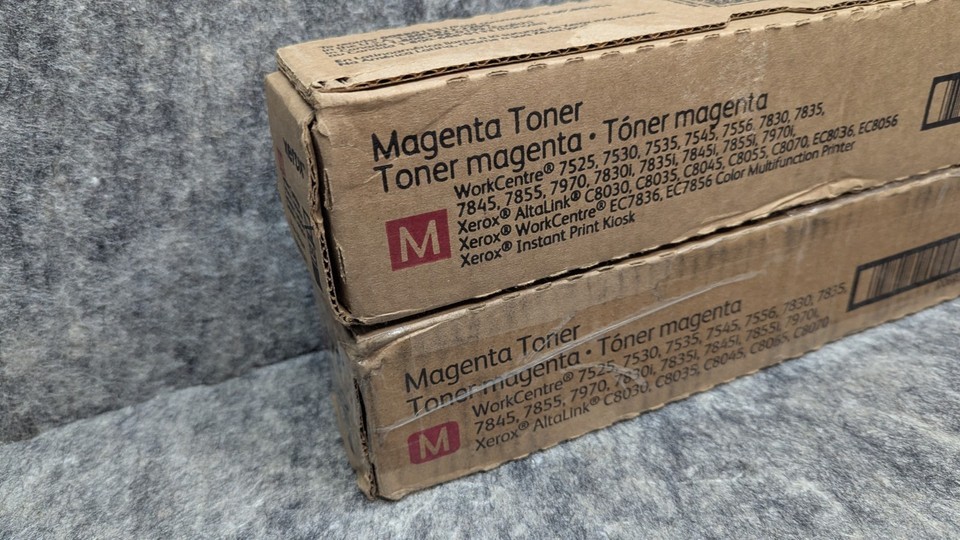 xerox
Magenta Toner
Toner magenta • Tóner magenta
WorkCentre® 7525, 7530, 7535, 7545, 7556, 7830, 7835,
7845, 7855, 7970, 7830i, 7835i, 7845i, 7855i, 7970i,
Xerox® AltaLink® C8030, C8035, C8045, C8055, C8070, EC8036, EC8056
Xerox® WorkCentre® EC7836, EC7856 Color Multifunction Printer
Xerox® Instant Print Kiosk
M
Magenta Toner
Toner magenta • Tóner magenta
WorkCentre® 7525, 7530, 7535, 7545, 7556, 7830, 7835,
7845, 7855, 7970, 7830i, 7835i, 7845i, 7855i, 7970i,
Xerox® AltaLink® C8030, C8035, C8045, C8055, C8070
M